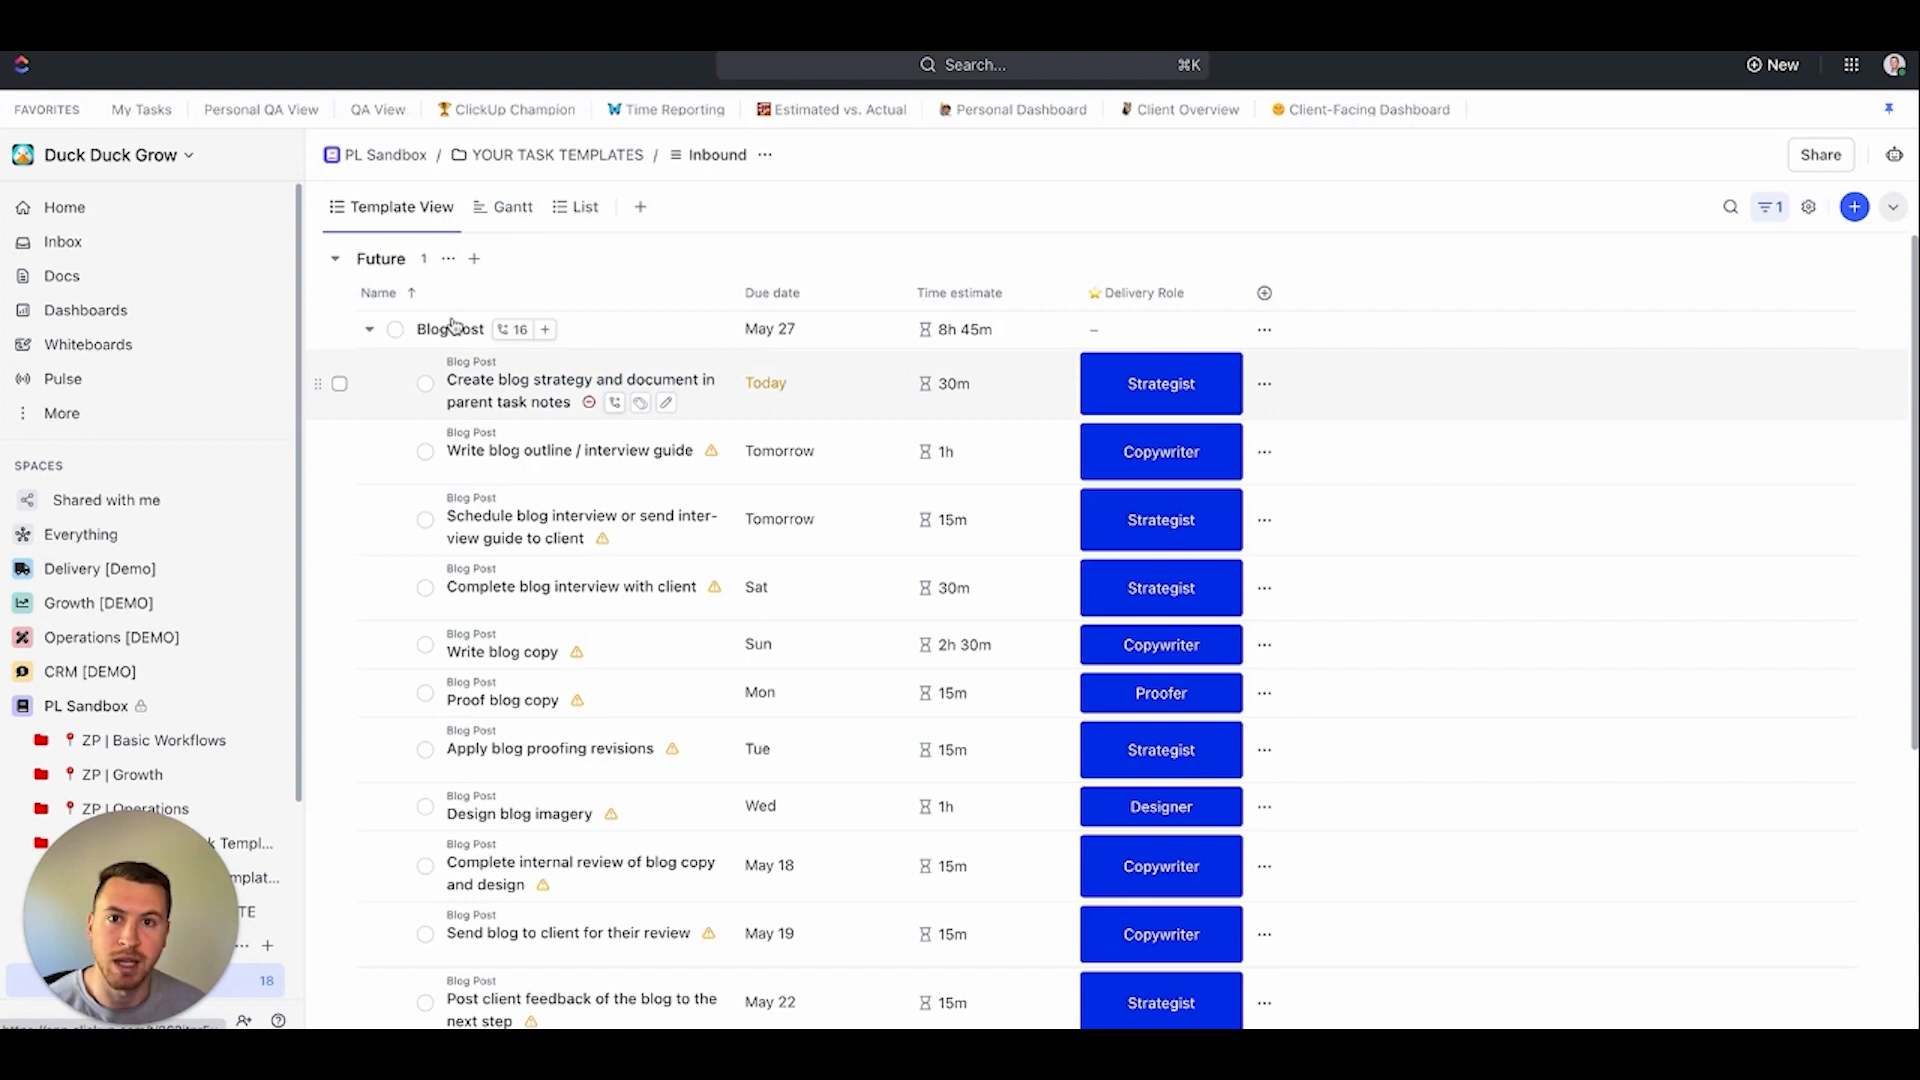 Search...
⌘K
New
FAVORITES
My Tasks
Personal QA View
QA View
ClickUp Champion
Time Reporting
Estimated vs. Actual
Personal Dashboard
Client Overview
Client-Facing Dashboard
Duck Duck Grow
PL Sandbox / YOUR TASK TEMPLATES / Inbound ...
Share
Home
Inbox
Docs
Dashboards
Whiteboards
Pulse
More
SPACES
Shared with me
Everything
Delivery [Demo]
Growth [DEMO]
Operations [DEMO]
CRM [DEMO]
PL Sandbox
ZP | Basic Workflows
ZP | Growth
ZP | Operations
k Templ...
mplat...
TE
18
Template View
Gantt
List
1
Future 1
Name
Due date
Time estimate
Delivery Role
Blog Post 16
May 27
8h 45m
–
Blog Post
Create blog strategy and document in
parent task notes
Today
30m
Strategist
Blog Post
Write blog outline / interview guide
Tomorrow
1h
Copywriter
Blog Post
Schedule blog interview or send inter-
view guide to client
Tomorrow
15m
Strategist
Blog Post
Complete blog interview with client
Sat
30m
Strategist
Blog Post
Write blog copy
Sun
2h 30m
Copywriter
Blog Post
Proof blog copy
Mon
15m
Proofer
Blog Post
Apply blog proofing revisions
Tue
15m
Strategist
Blog Post
Design blog imagery
Wed
1h
Designer
Blog Post
Complete internal review of blog copy
and design
May 18
15m
Copywriter
Blog Post
Send blog to client for their review
May 19
15m
Copywriter
Blog Post
Post client feedback of the blog to the
next step
May 22
15m
Strategist